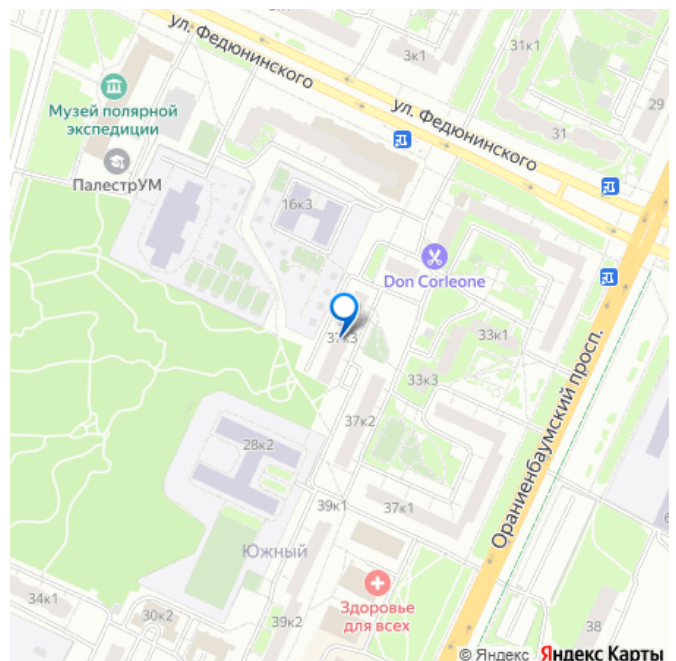 1к1
ул. Федюнинского
3к1
31к1
29
Музей полярной
экспедиции
ул. Федюнинского
31
ПалестрУМ
16к3
Don Corleone
37к3
33к1
33к3
Ораниенбаумский просп.
37к2
28к2
39к1
37к1
Южный
Здоровье
для всех
34к1
30к2
39к2
38
© Яндекс Яндекс Карты